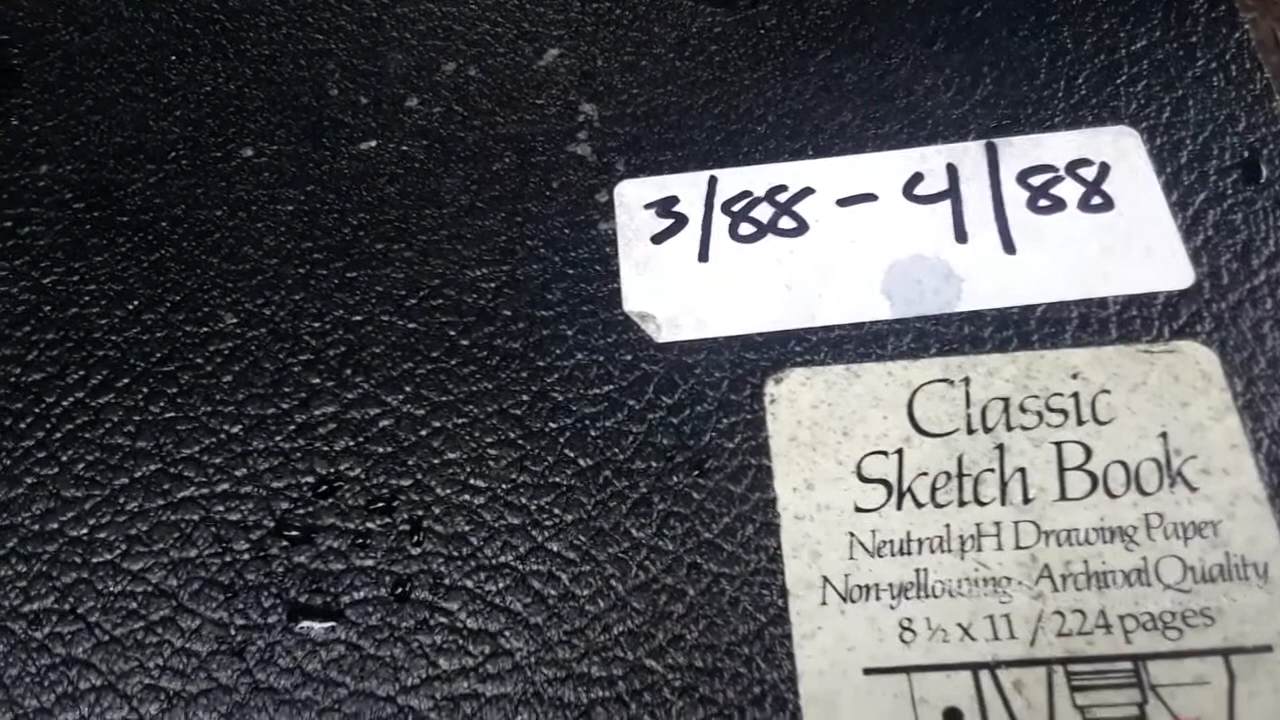 3/88 - 4/88
Classic
Sketch Book
Neutral pH Drawing Paper
Non-yellowing · Archival Quality
8 ½ x 11 / 224 pages